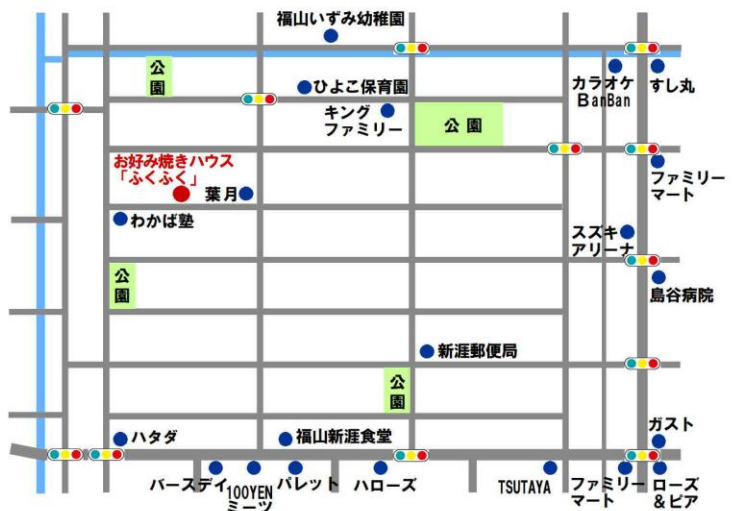 福山いずみ幼稚園
公
園
ひよこ保育園
カラオケ
BanBan
すし丸
キング
ファミリー
公園
お好み焼きハウス
「ふくふく」
葉月
ファミリー
マート
わかば塾
スズキ
アリーナ
公
園
島谷病院
新涯郵便局
公
園
ガスト
ハタダ
福山新涯食堂
バースデイ
100YEN
ミーツ
パレット
ハローズ
TSUTAYA
ファミリー
マート
ローズ
&ピア